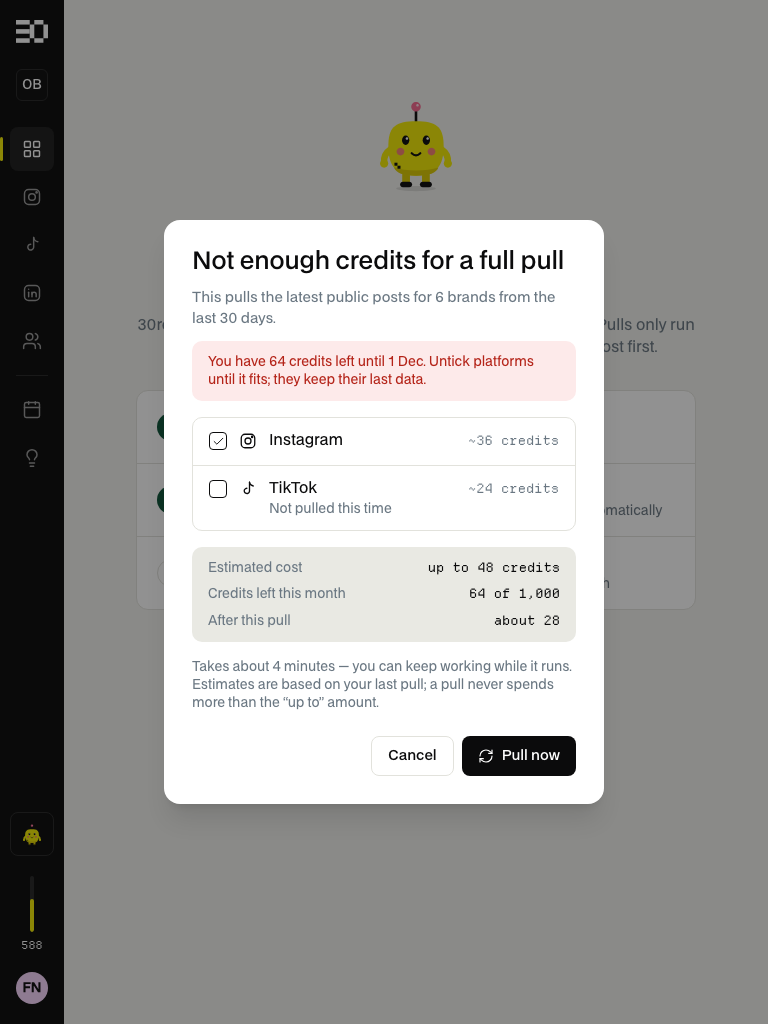 30
OB
Not enough credits for a full pull
This pulls the latest public posts for 6 brands from the
last 30 days.
Pulls only run
You have 64 credits left until 1 Dec. Untick platforms
until it fits; they keep their last data.
Instagram ~36 credits
TikTok ~24 credits
Not pulled this time
Estimated cost up to 48 credits
Credits left this month 64 of 1,000
After this pull about 28
Takes about 4 minutes — you can keep working while it runs.
Estimates are based on your last pull; a pull never spends
more than the “up to” amount.
Cancel Pull now
588
FN